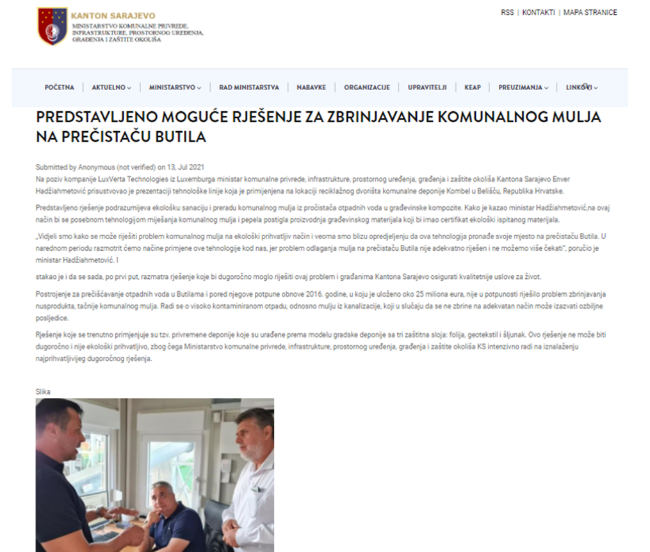 KANTON SARAJEVO
MINISTARSTVO KOMUNALNE PRIVREDE,
INFRASTRUKTURE, PROSTORNOG UREĐENJA,
GRAĐENJA I ZAŠTITE OKOLIŠA
RSS | KONTAKTI | MAPA STRANICE
POČETNA AKTUELNO MINISTARSTVO RAD MINISTARSTVA NABAVKE ORGANIZACIJE UPRAVITELJI KEAP PREUZIMANJA LINKOVI
PREDSTAVLJENO MOGUĆE RJEŠENJE ZA ZBRINJAVANJE KOMUNALNOG MULJA
NA PREČISTAČU BUTILA
Submitted by Anonymous (not verified) on 13, Jul 2021
Na poziv kompanije LuxVerta Technologies iz Luxemburga ministar komunalne privrede, infrastrukture, prostornog uređenja, građenja i zaštite okoliša Kantona Sarajevo Enver
Hadžiahmetović prisustvovao je prezentaciji tehnološke linije koja je primijenjena na lokaciji reciklažnog dvorišta komunalne deponije Kombel u Belišću, Republika Hrvatske.
Predstavljeno rješenje podrazumijeva ekološku sanaciju i preradu komunalnog mulja iz pročistača otpadnih voda u građevinske kompozite. Kako je kazao ministar Hadžiahmetović,na ovaj
način bi se posebnom tehnologijom miješanja komunalnog mulja i pepela postigla proizvodnja građevinskog materijala koji bi imao certifikat ekološki ispitanog materijala.
„Vidjeli smo kako se može riješiti problem komunalnog mulja na ekološki prihvatljiv način i veoma smo blizu opredjeljenju da ova tehnologija pronađe svoje mjesto na prečistaču Butila. U
narednom periodu razmotrit ćemo načine primjene ove tehnologije kod nas, jer problem odlaganja mulja na prečistaču Butila nije adekvatno riješen i ne možemo više čekati", poručio je
ministar Hadžiahmetović. I
stakao je i da se sada, po prvi put, razmatra rješenje koje bi dugoročno moglo riješiti ovaj problem i građanima Kantona Sarajevo osigurati kvalitetnije uslove za život.
Postrojenje za prečišćavanje otpadnih voda u Butilama i pored njegove potpune obnove 2016. godine, u koju je uloženo oko 25 miliona eura, nije u potpunosti riješilo problem zbrinjavanja
nusprodukta, tačnije komunalnog mulja. Radi se o visoko kontaminiranom otpadu, odnosno mulju iz kanalizacije, koji u slučaju da se ne zbrine na adekvatan način može izazvati ozbiljne
posljedice.
Rješenje koje se trenutno primjenjuje su tzv. privremene deponije koje su urađene prema modelu gradske deponije sa tri zaštitna sloja: folija, geotekstil i šljunak. Ovo rješenje ne može biti
dugoročno i nije ekološki prihvatljivo, zbog čega Ministarstvo komunalne privrede, infrastrukture, prostornog uređenja, građenja i zaštite okoliša KS intenzivno radi na iznalaženju
najprihvatljivijeg dugoročnog rješenja.
Slika